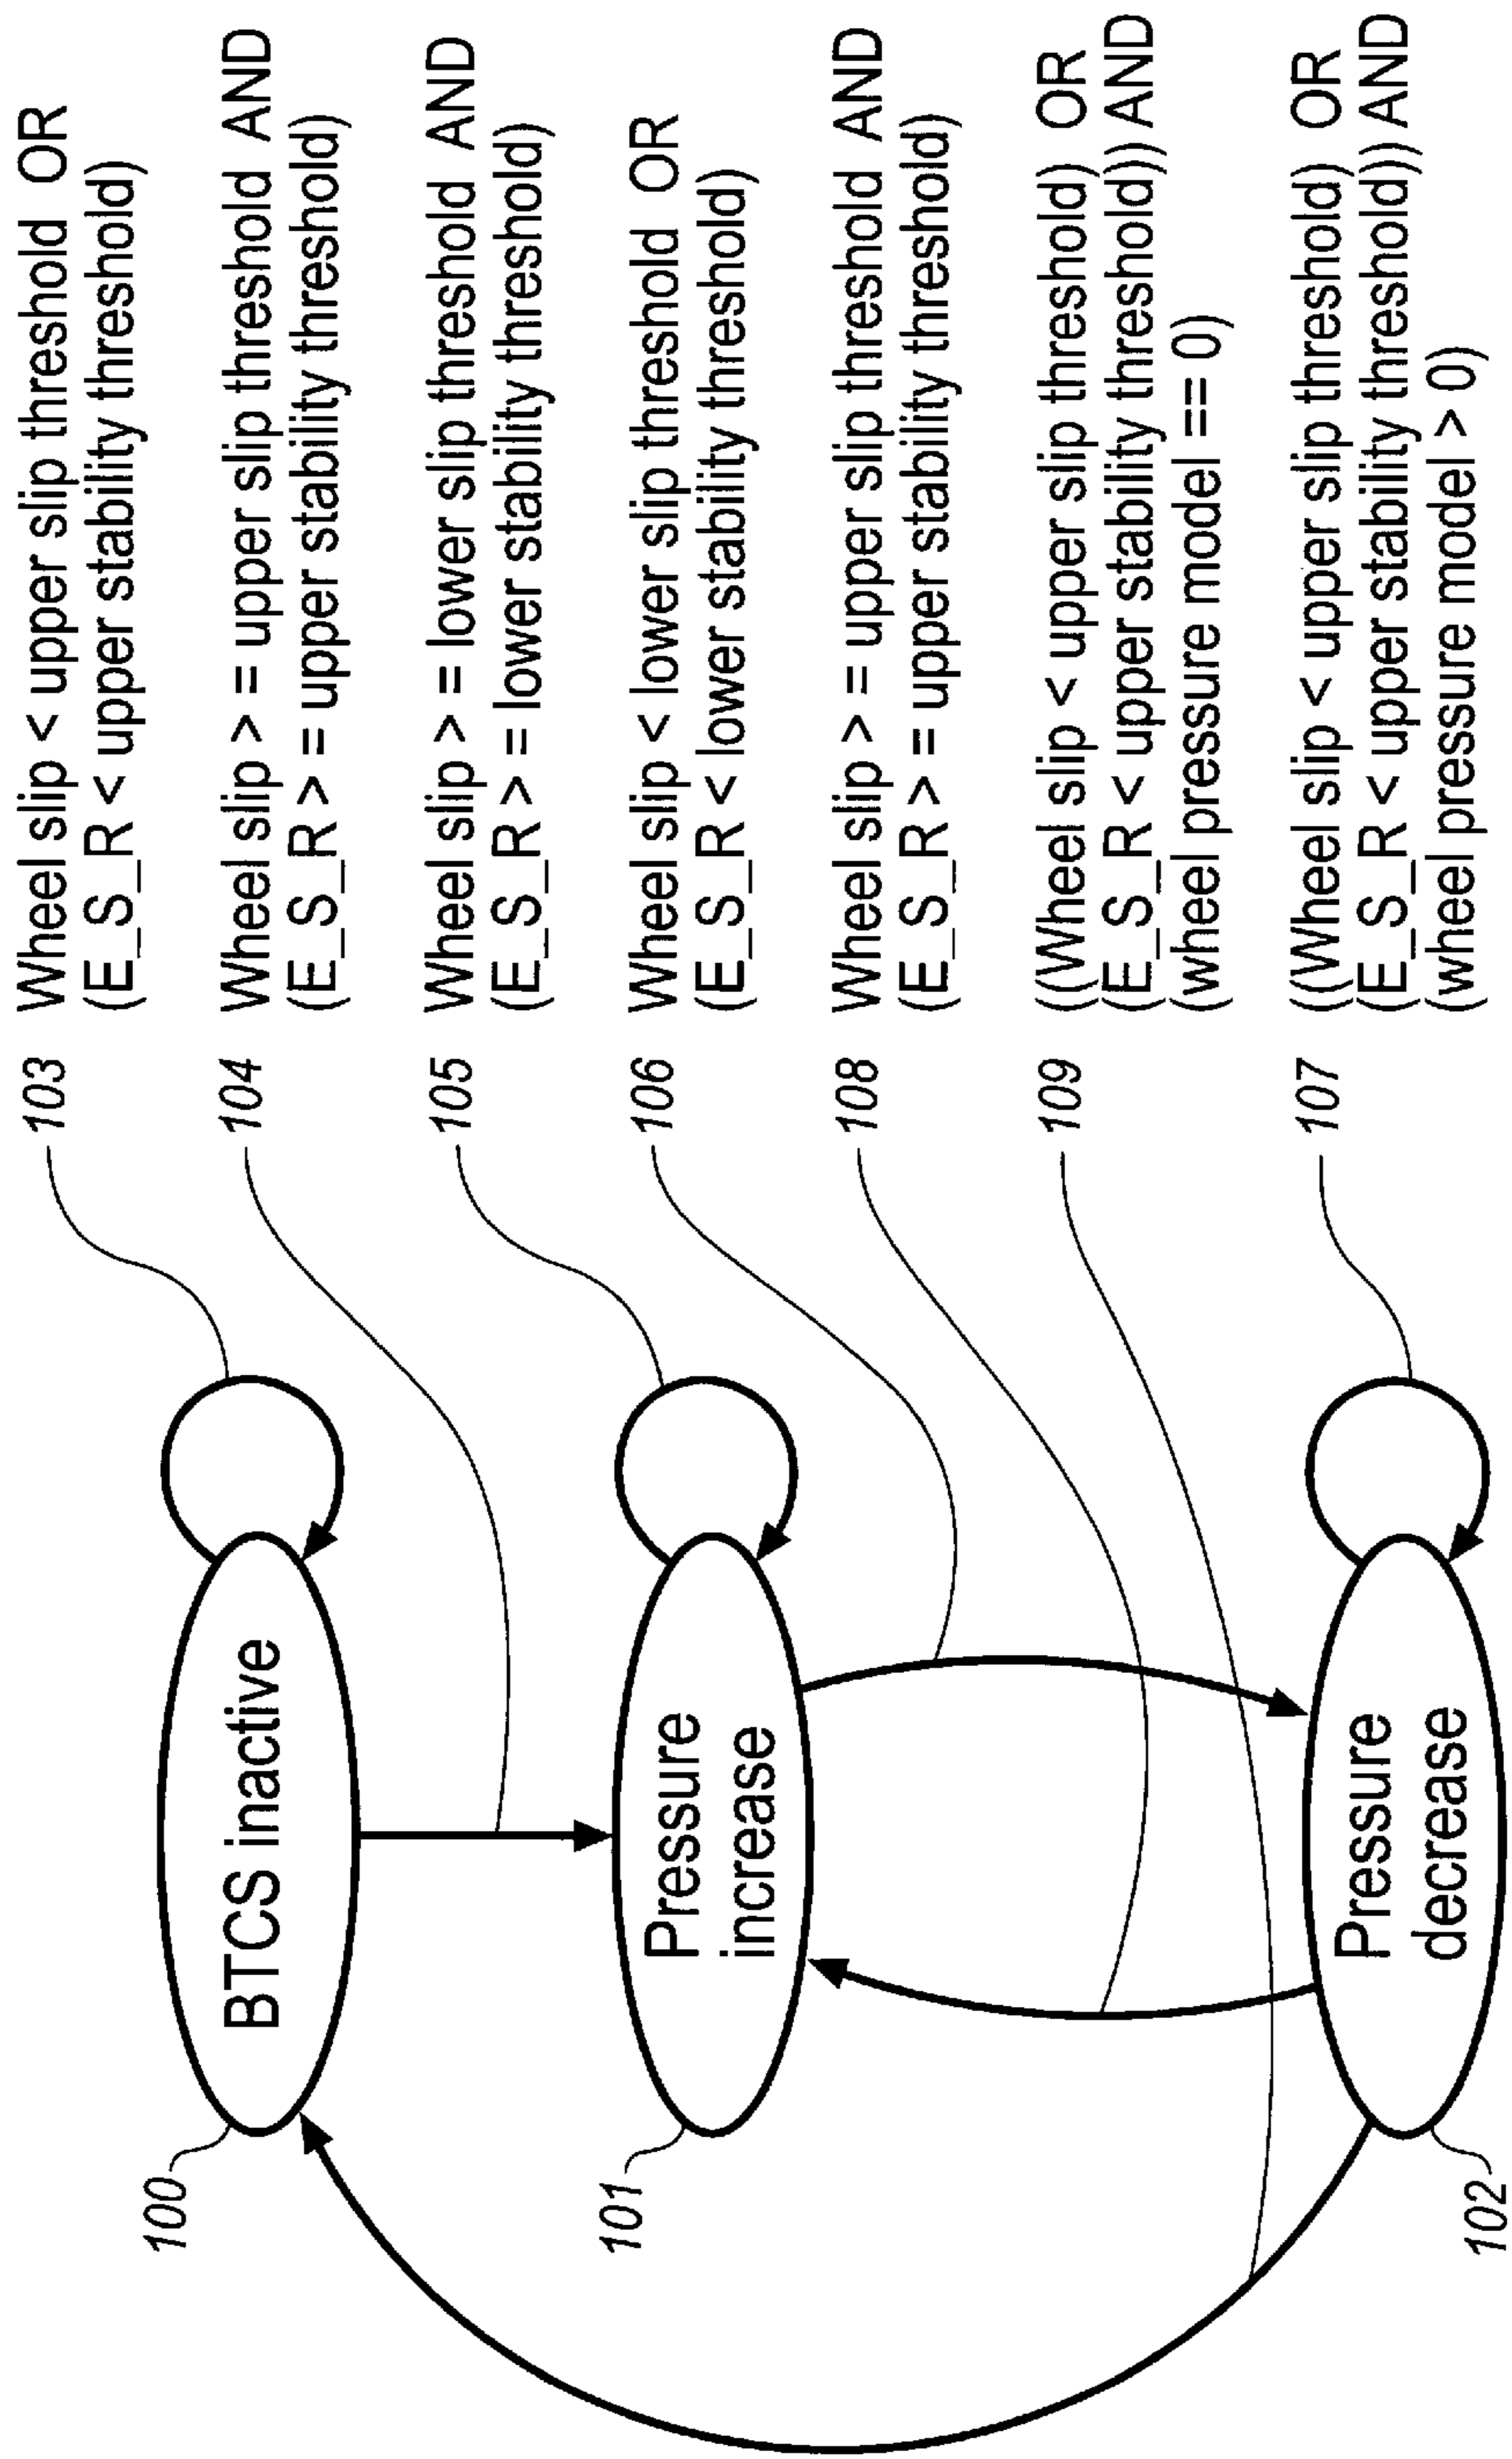 100
BTCS inactive
103
Wheel slip < upper slip threshold OR
(E_S_R < upper stability threshold)
104
Wheel slip > = upper slip threshold AND
(E_S_R > = upper stability threshold)
101
Pressure
increase
105
Wheel slip > = lower slip threshold AND
(E_S_R > = lower stability threshold)
106
Wheel slip < lower slip threshold OR
(E_S_R < lower stability threshold)
108
Wheel slip > = upper slip threshold AND
(E_S_R > = upper stability threshold)
109
((Wheel slip < upper slip threshold) OR
(E_S_R < upper stability threshold)) AND
(wheel pressure model == 0)
102
Pressure
decrease
107
((Wheel slip < upper slip threshold) OR
(E_S_R < upper stability threshold)) AND
(wheel pressure model > 0)